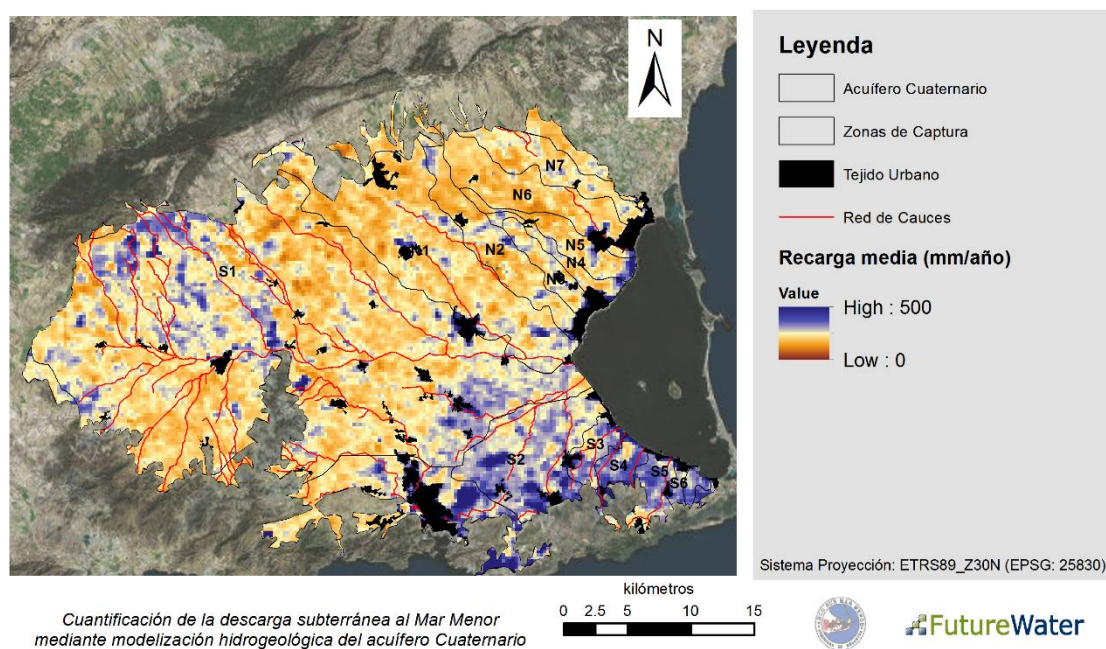 N
N7
N6
N5
N2
N4
S1
S3
S2
S4
S5
S6
Leyenda
Acuífero Cuaternario
Zonas de Captura
Tejido Urbano
Red de Cauces
Recarga media (mm/año)
Value
High : 500
Low : 0
Sistema Proyección: ETRS89_Z30N (EPSG: 25830)
Cuantificación de la descarga subterránea al Mar Menor
mediante modelización hidrogeológica del acuífero Cuaternario
kilómetros
0 2.5 5 10 15
FutureWater